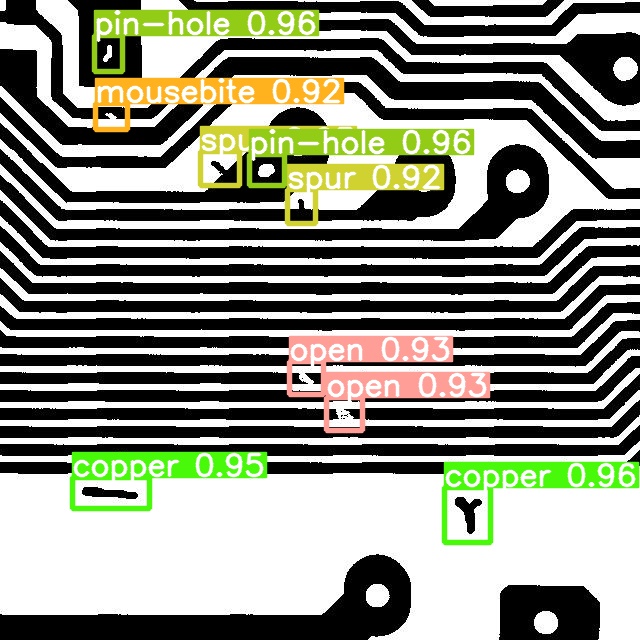 pin-hole 0.96
mousebite 0.92
pin-hole 0.96
spur 0.92
open 0.93
open 0.93
copper 0.95
copper 0.96